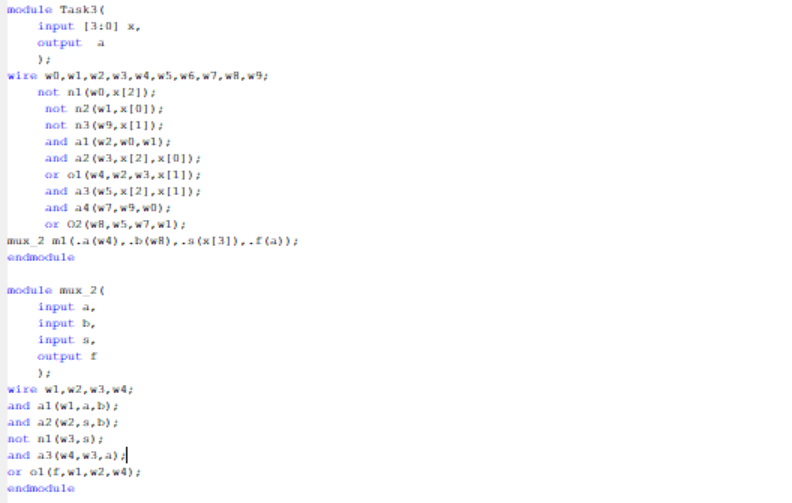 module Task3(
input [3:0] x,
output a
);
wire w0,w1,w2,w3,w4,w5,w6,w7,w8,w9;
not n1(w0,x[2]);
not n2(w1,x[0]);
not n3(w9,x[1]);
and a1(w2,w0,w1);
and a2(w3,x[2],x[0]);
or o1(w4,w2,w3,x[1]);
and a3(w5,x[2],x[1]);
and a4(w7,w9,w0);
or O2(w8,w5,w7,w1);
mux_2 m1(.a(w4),.b(w8),.s(x[3]),.f(a));
endmodule
module mux_2(
input a,
input b,
input s,
output f
);
wire w1,w2,w3,w4;
and a1(w1,a,b);
and a2(w2,s,b);
not n1(w3,s);
and a3(w4,w3,a);
or o1(f,w1,w2,w4);
endmodule